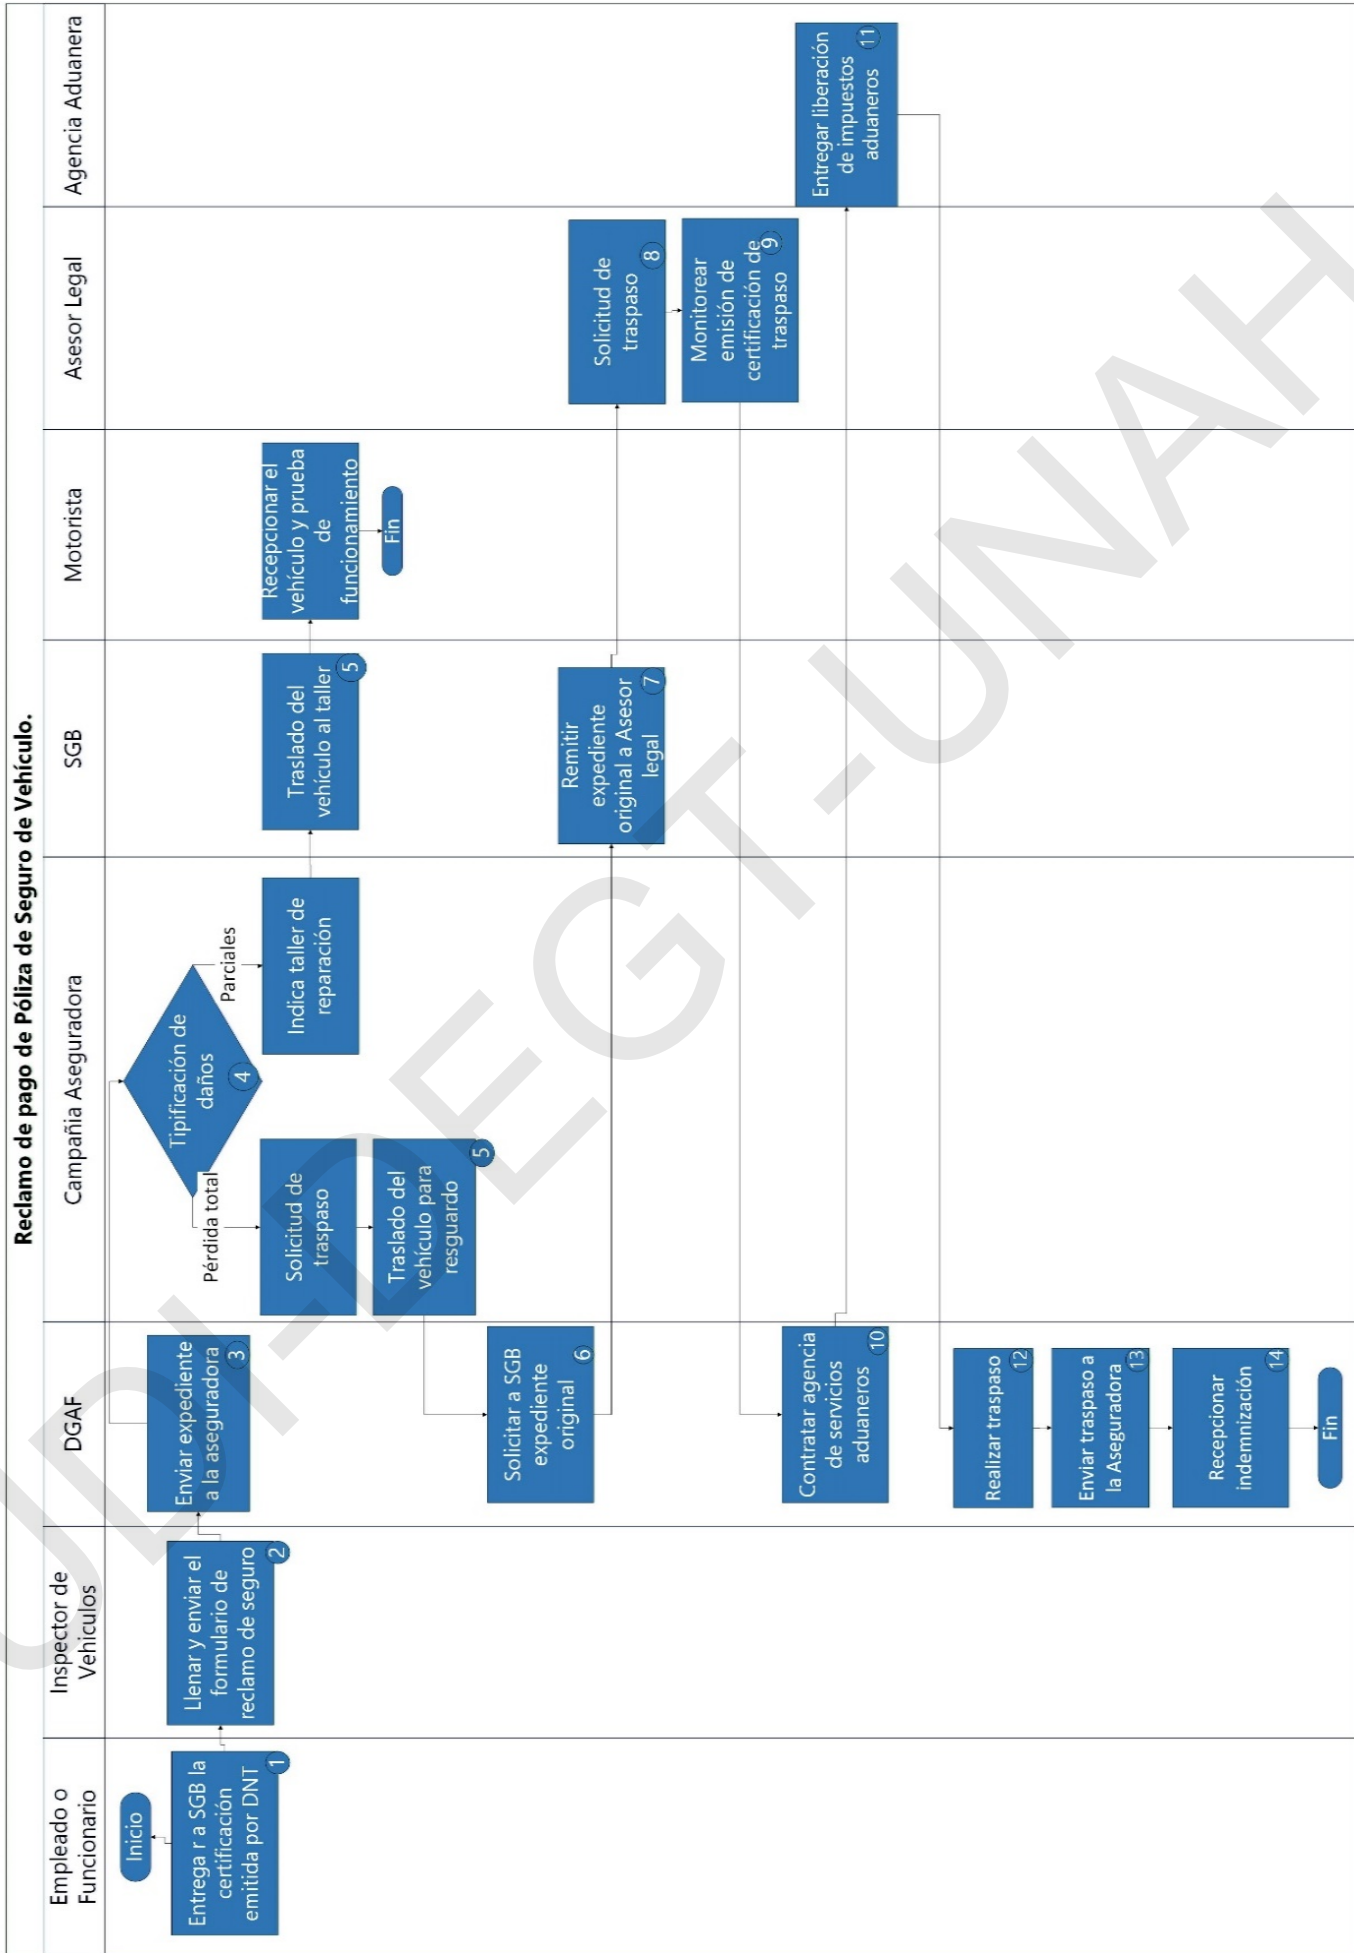 Reclamo de pago de Póliza de Seguro de Vehículo.
Empleado o
Funcionario
Inspector de
Vehiculos
DGAF
Campañia Aseguradora
SGB
Motorista
Asesor Legal
Agencia Aduanera
Inicio
Entrega r a SGB la
certificación
emitida por DNT
1
Llenar y enviar el
formulario de
reclamo de seguro
2
Enviar expediente
a la aseguradora
3
Tipificación de
daños
4
Pérdida total
Parciales
Solicitud de
traspaso
Traslado del
vehículo para
resguardo
5
Indica taller de
reparación
Traslado del
vehículo al taller
5
Recepcionar el
vehículo y prueba
de
funcionamiento
Fin
Solicitar a SGB
expediente
original
6
Remitir
expediente
original a Asesor
legal
7
Solicitud de
traspaso
8
Monitorear
emisión de
certificación de
traspaso
9
Contratar agencia
de servicios
aduaneros
10
Entregar liberación
de impuestos
aduaneros
11
Realizar traspaso
12
Enviar traspaso a
la Aseguradora
13
Recepcionar
indemnización
14
Fin
UDI-DEGT-UNAH